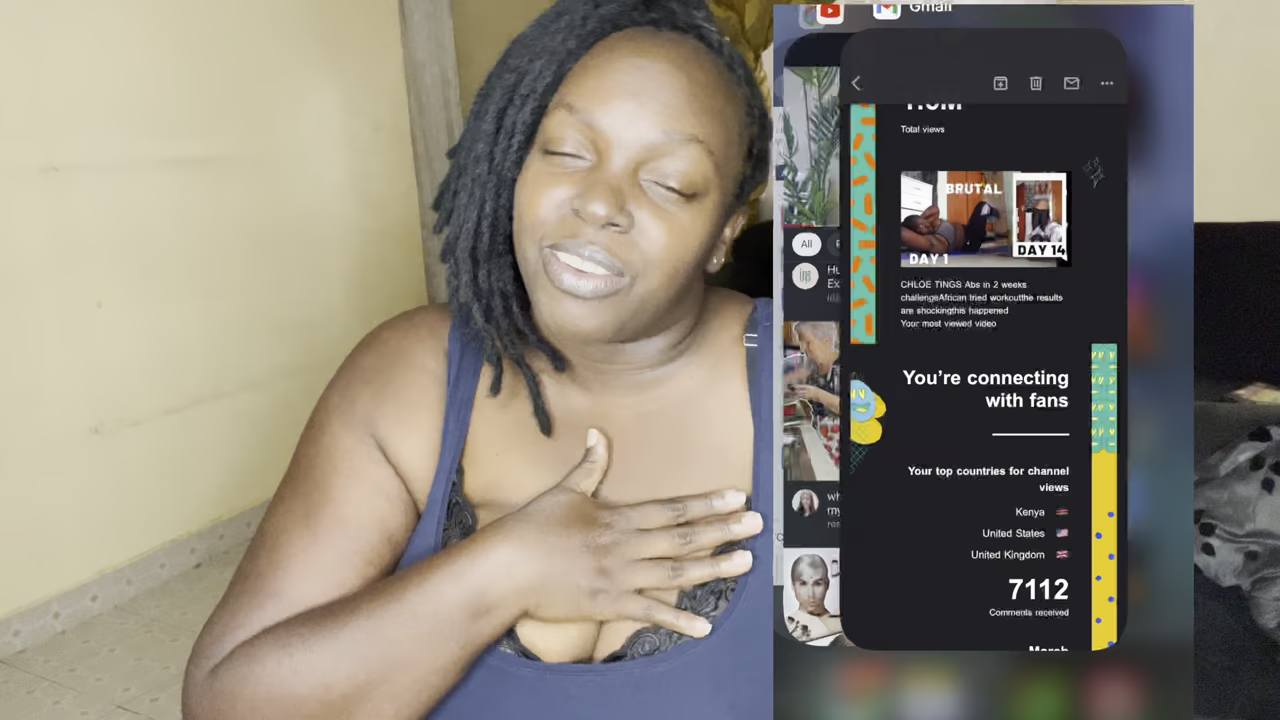 Gmail
Total views
BRUTAL
DAY 1
DAY 14
CHLOE TINGS Abs in 2 weeks
challengeAfrican tried workoutthe results
are shockingthis happened
Your most viewed video
You're connecting
with fans
Your top countries for channel
views
Kenya
United States
United Kingdom
7112
Comments received
March
All